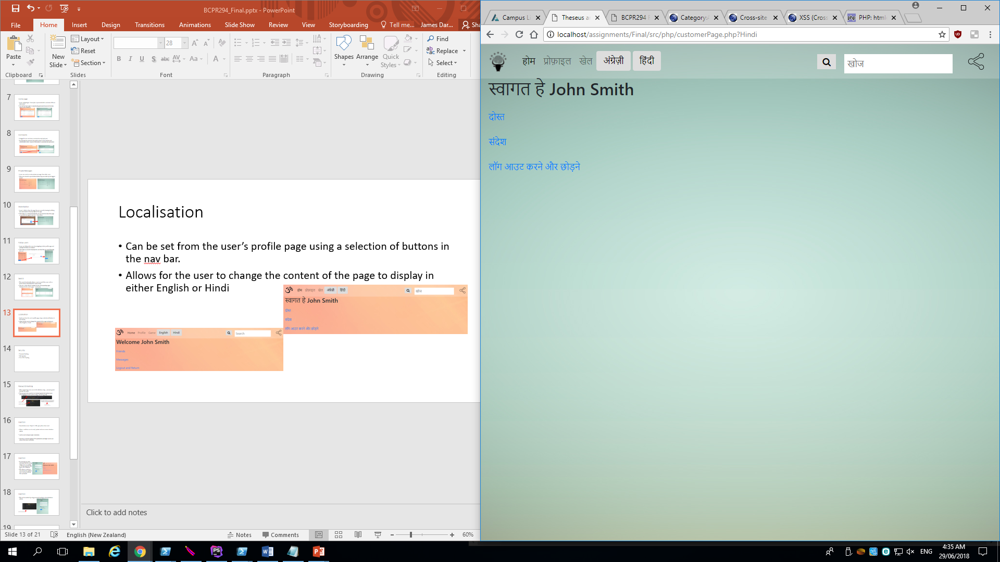 BCPR294_Final.pptx - PowerPoint
File Home Insert Design Transitions Animations Slide Show Review View Storyboarding Tell me... James Dar... Sha
Paste
New Slide
Layout
Reset
Section
28
B I U S abc AV Aa A
Shapes Arrange Quick Styles
Find
Replace
Select
Clipboard Slides Font Paragraph Drawing Editing
7
8
9
10
11
12
13
14
15
16
17
18
19
Localisation
• Can be set from the user’s profile page using a selection of buttons in
the nav bar.
• Allows for the user to change the content of the page to display in
either English or Hindi
होम प्रोफ़ाइल खेल अंग्रेज़ी हिंदी खोज
स्वागत हे John Smith
दोस्त
संदेश
लॉग आउट करने और छोड़ने
Home Profile Game English Hindi Search
Welcome John Smith
Friends
Messages
Logout and Return
Click to add notes
Slide 13 of 21 English (New Zealand) Notes Comments 60%
Campus Li Theseus a BCPR294 F Category:A Cross-site XSS (Cros PHP: html
localhost/assignments/Final/src/php/customerPage.php?Hindi
होम प्रोफ़ाइल खेल अंग्रेज़ी हिंदी खोज
स्वागत हे John Smith
दोस्त
संदेश
लॉग आउट करने और छोड़ने
ENG
4:35 AM
29/06/2018